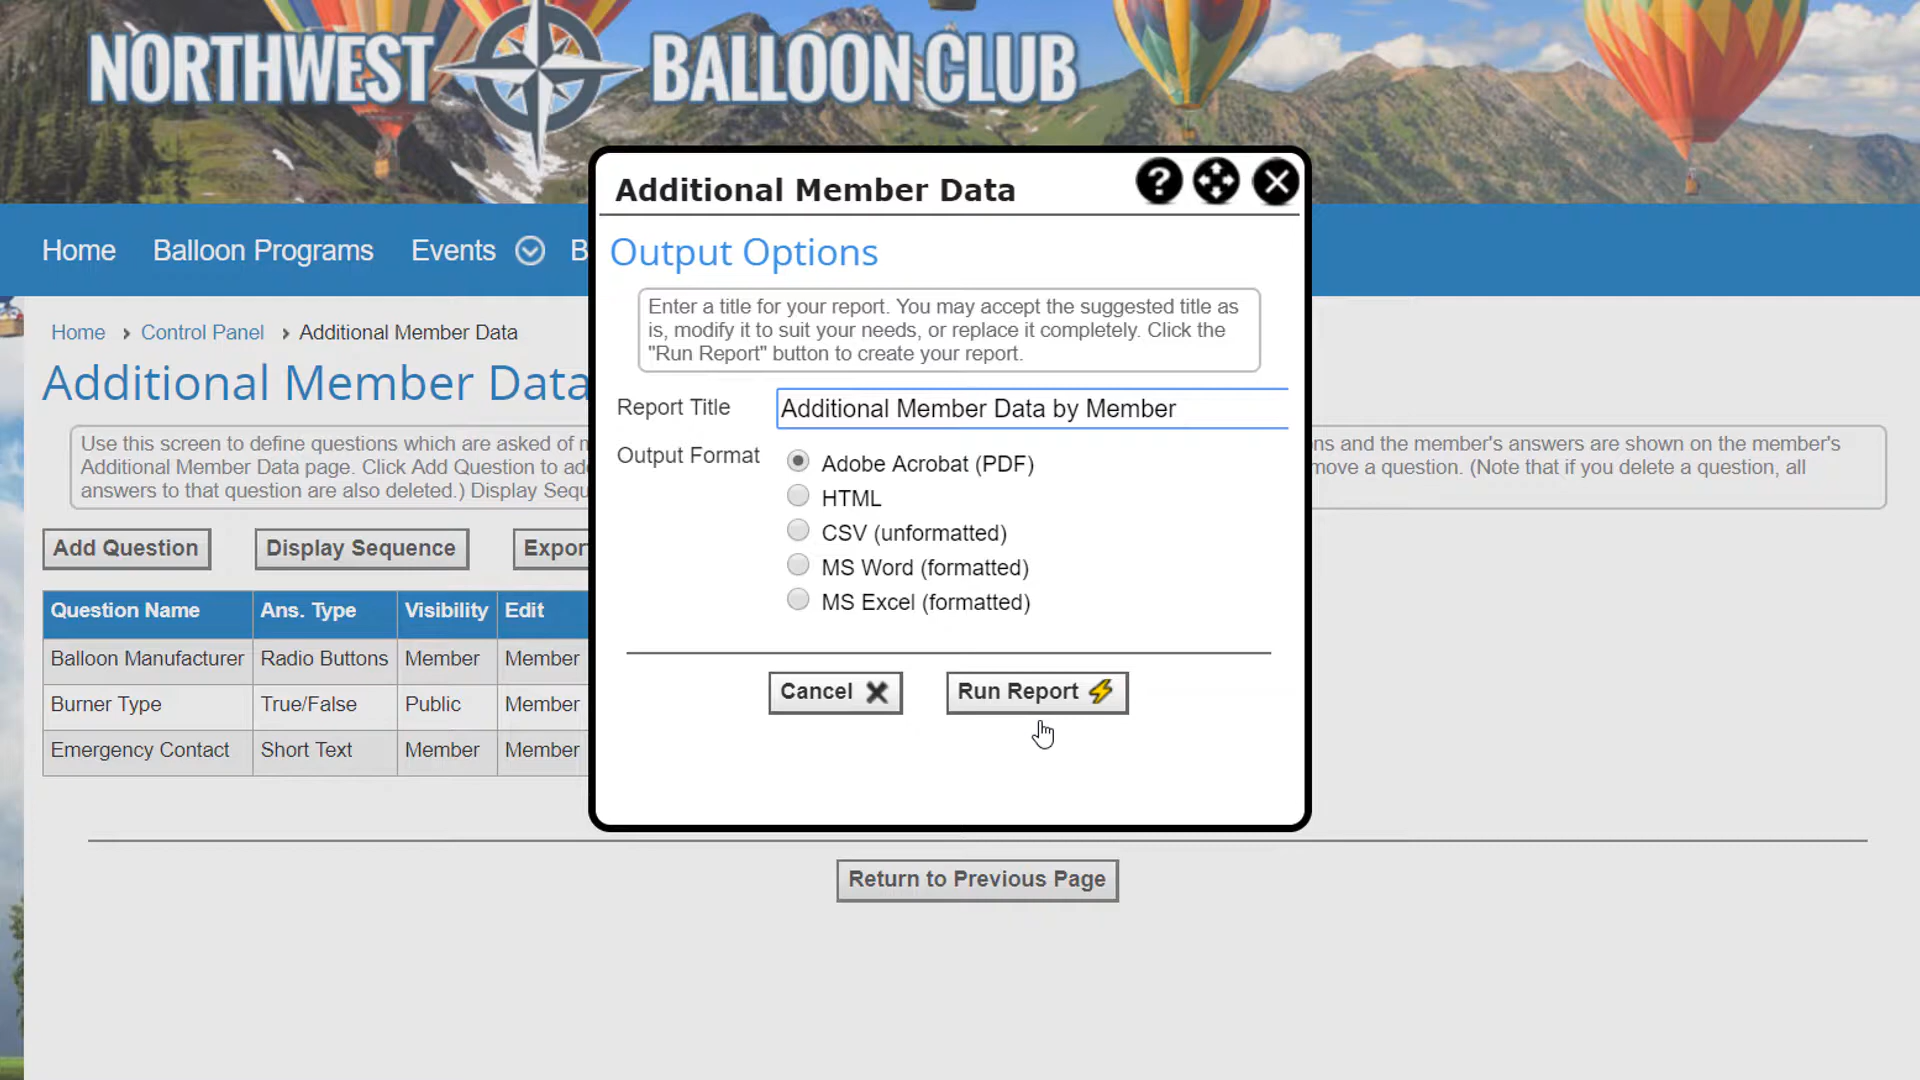 NORTHWEST BALLOON CLUB
Home Balloon Programs Events B
Home › Control Panel › Additional Member Data
Additional Member Data
Use this screen to define questions which are asked of m
ns and the member's answers are shown on the member's
Additional Member Data page. Click Add Question to ad
move a question. (Note that if you delete a question, all
answers to that question are also deleted.) Display Sequ
Add Question Display Sequence Expor
Question Name Ans. Type Visibility Edit
Balloon Manufacturer Radio Buttons Member Member
Burner Type True/False Public Member
Emergency Contact Short Text Member Member
Additional Member Data
?
Output Options
Enter a title for your report. You may accept the suggested title as
is, modify it to suit your needs, or replace it completely. Click the
"Run Report" button to create your report.
Report Title Additional Member Data by Member
Output Format Adobe Acrobat (PDF)
HTML
CSV (unformatted)
MS Word (formatted)
MS Excel (formatted)
Cancel Run Report
Return to Previous Page